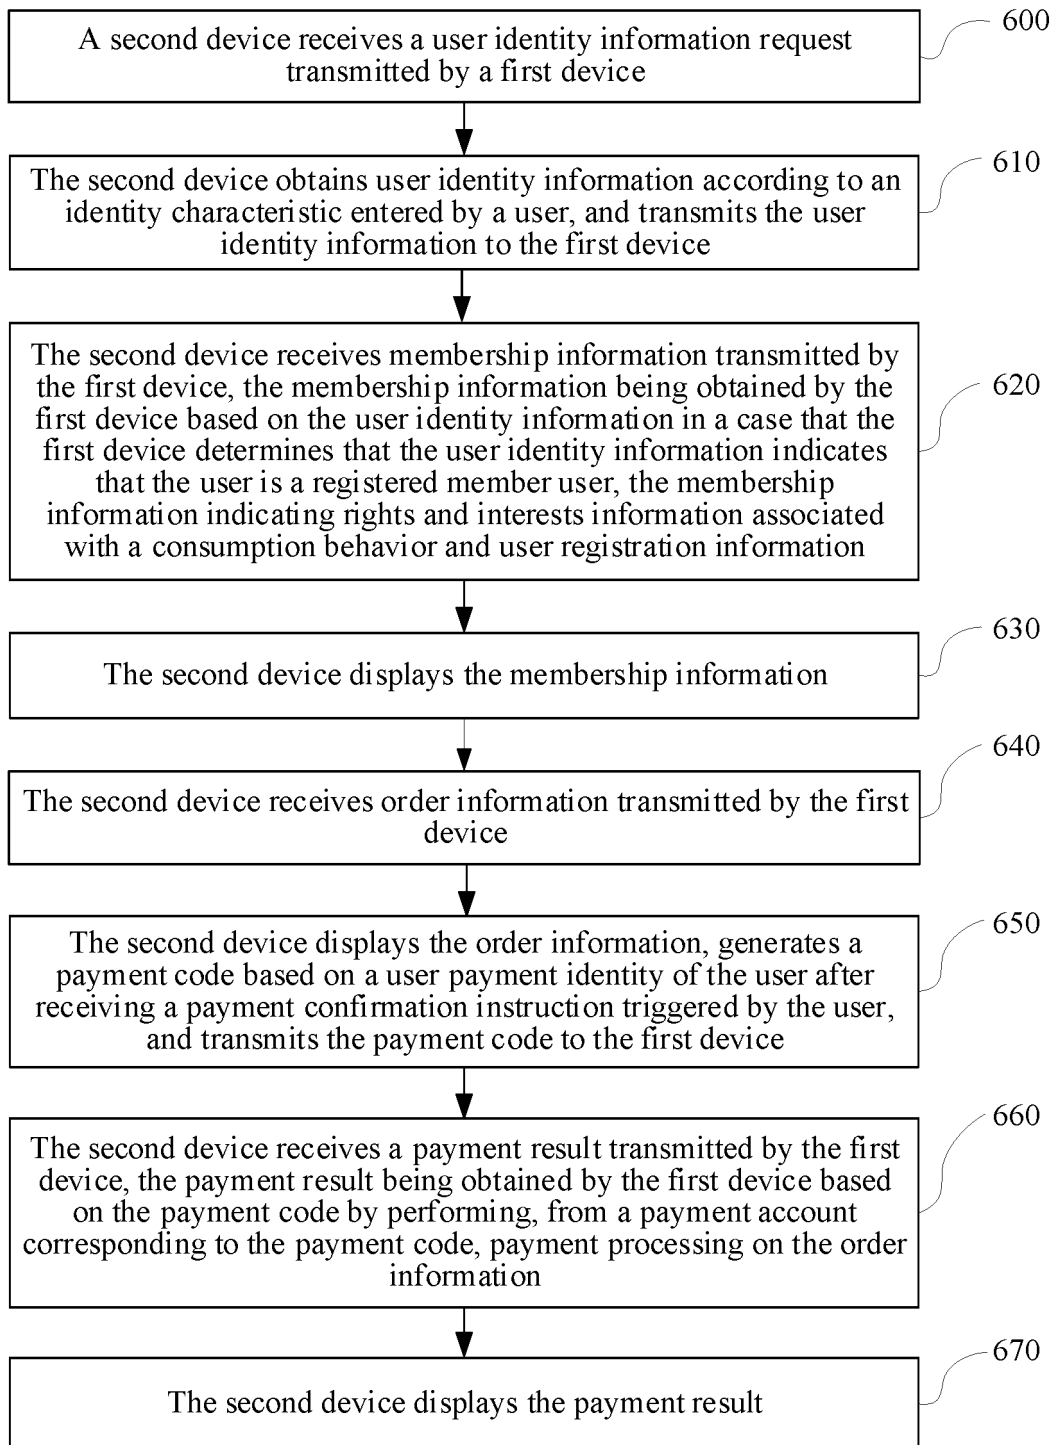 600
A second device receives a user identity information request
transmitted by a first device
610
The second device obtains user identity information according to an
identity characteristic entered by a user, and transmits the user
identity information to the first device
620
The second device receives membership information transmitted by
the first device, the membership information being obtained by the
first device based on the user identity information in a case that the
first device determines that the user identity information indicates
that the user is a registered member user, the membership
information indicating rights and interests information associated
with a consumption behavior and user registration information
630
The second device displays the membership information
640
The second device receives order information transmitted by the first
device
650
The second device displays the order information, generates a
payment code based on a user payment identity of the user after
receiving a payment confirmation instruction triggered by the user,
and transmits the payment code to the first device
660
The second device receives a payment result transmitted by the first
device, the payment result being obtained by the first device based
on the payment code by performing, from a payment account
corresponding to the payment code, payment processing on the order
information
670
The second device displays the payment result